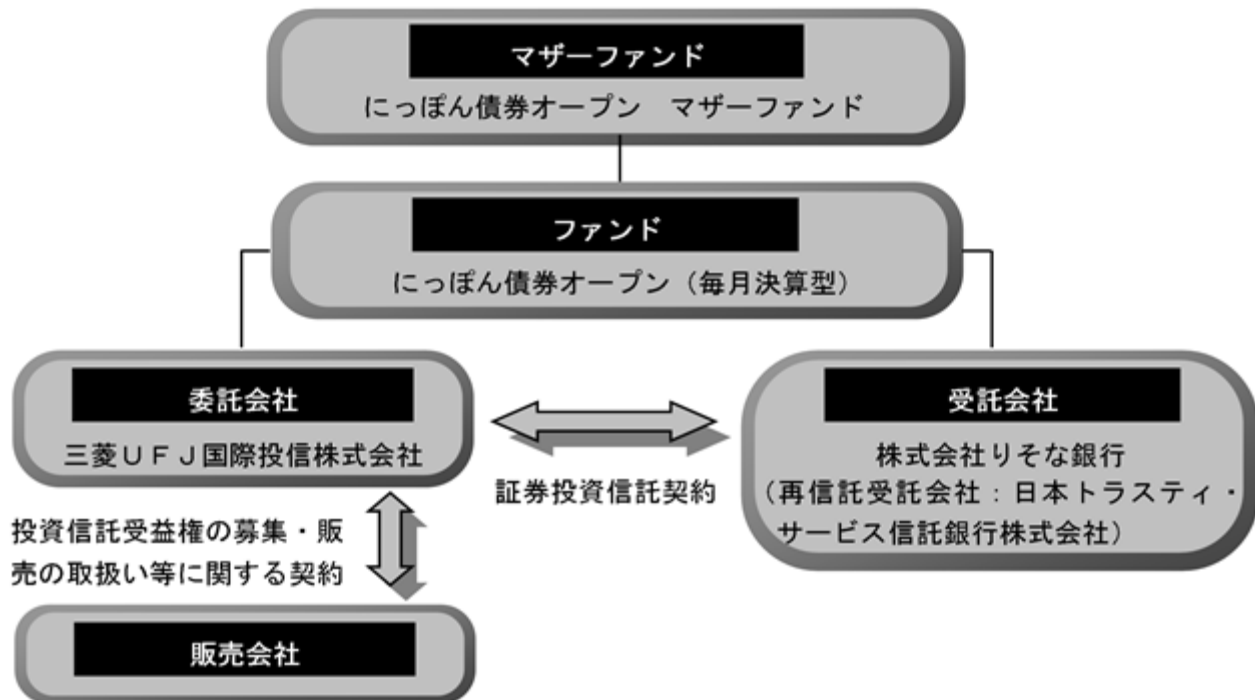 マザーファンド
にっぽん債券オープン　マザーファンド
ファンド
にっぽん債券オープン（毎月決算型）
委託会社
三菱ＵＦＪ国際投信株式会社
証券投資信託契約
受託会社
株式会社りそな銀行
（再信託受託会社：日本トラスティ・
サービス信託銀行株式会社）
投資信託受益権の募集・販
売の取扱い等に関する契約
販売会社